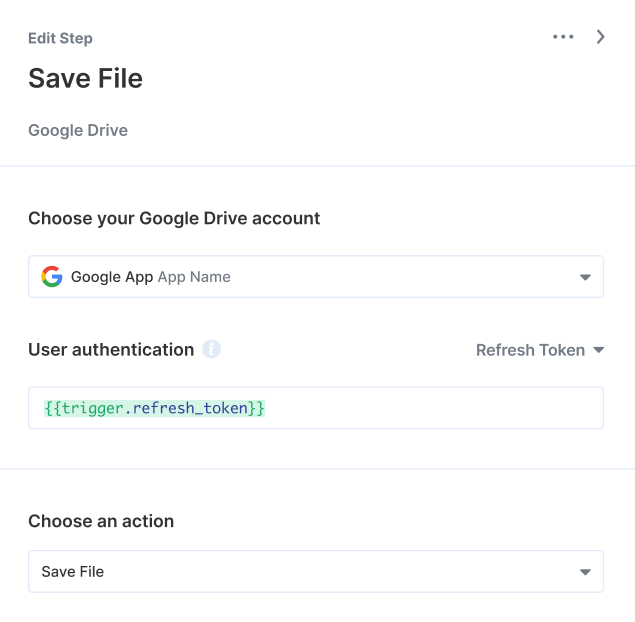 Edit Step
Save File
Google Drive
Choose your Google Drive account
Google App App Name
User authentication i Refresh Token
{{trigger.refresh_token}}
Choose an action
Save File